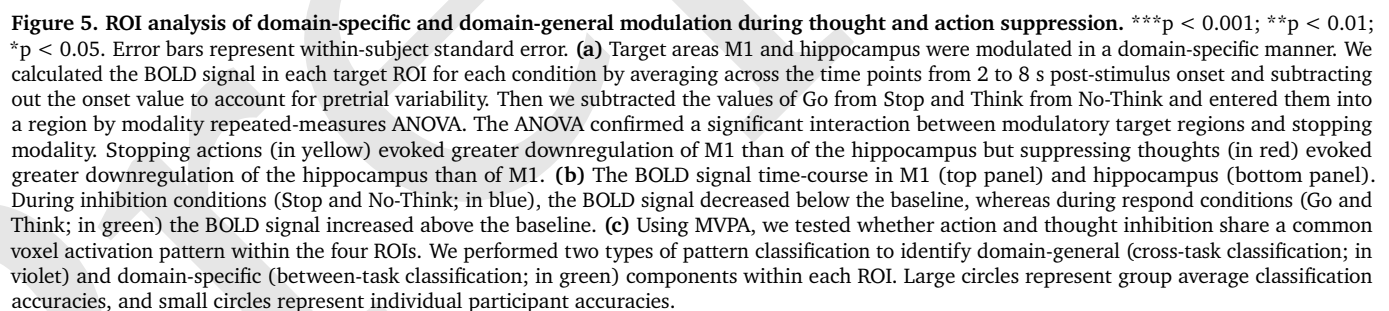 Figure 5. ROI analysis of domain-specific and domain-general modulation during thought and action suppression. ***p < 0.001; **p < 0.01;
*p < 0.05. Error bars represent within-subject standard error. (a) Target areas M1 and hippocampus were modulated in a domain-specific manner. We
calculated the BOLD signal in each target ROI for each condition by averaging across the time points from 2 to 8 s post-stimulus onset and subtracting
out the onset value to account for pretrial variability. Then we subtracted the values of Go from Stop and Think from No-Think and entered them into
a region by modality repeated-measures ANOVA. The ANOVA confirmed a significant interaction between modulatory target regions and stopping
modality. Stopping actions (in yellow) evoked greater downregulation of M1 than of the hippocampus but suppressing thoughts (in red) evoked
greater downregulation of the hippocampus than of M1. (b) The BOLD signal time-course in M1 (top panel) and hippocampus (bottom panel).
During inhibition conditions (Stop and No-Think; in blue), the BOLD signal decreased below the baseline, whereas during respond conditions (Go and
Think; in green) the BOLD signal increased above the baseline. (c) Using MVPA, we tested whether action and thought inhibition share a common
voxel activation pattern within the four ROIs. We performed two types of pattern classification to identify domain-general (cross-task classification; in
violet) and domain-specific (between-task classification; in green) components within each ROI. Large circles represent group average classification
accuracies, and small circles represent individual participant accuracies.